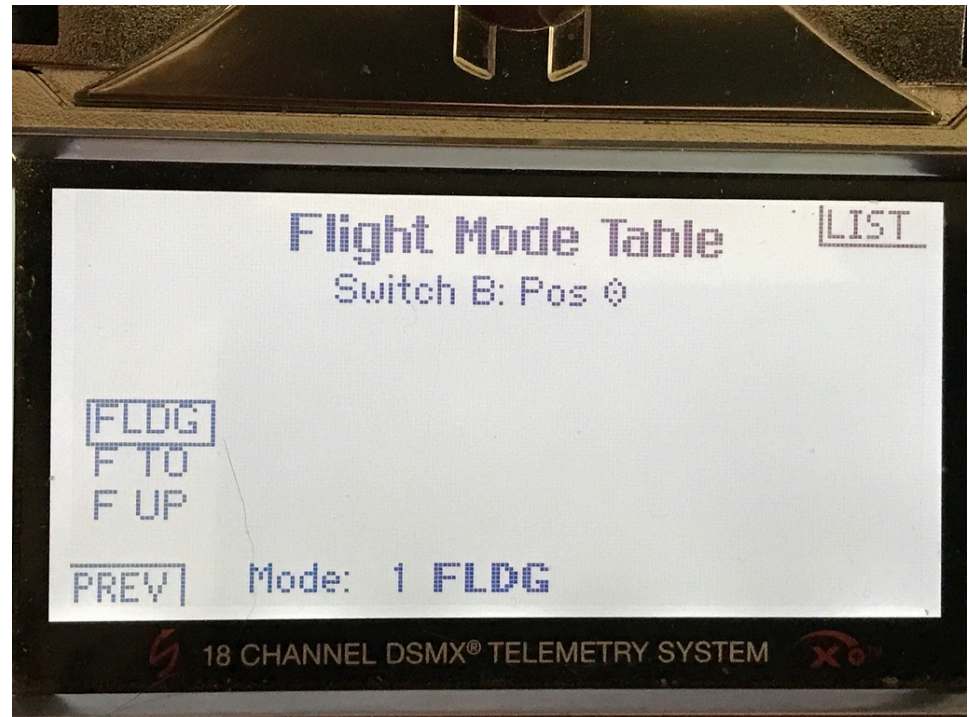 Flight Mode Table
LIST
Switch B: Pos 0
FLDG
F TO
F UP
PREV
Mode: 1 FLDG
18 CHANNEL DSMX® TELEMETRY SYSTEM